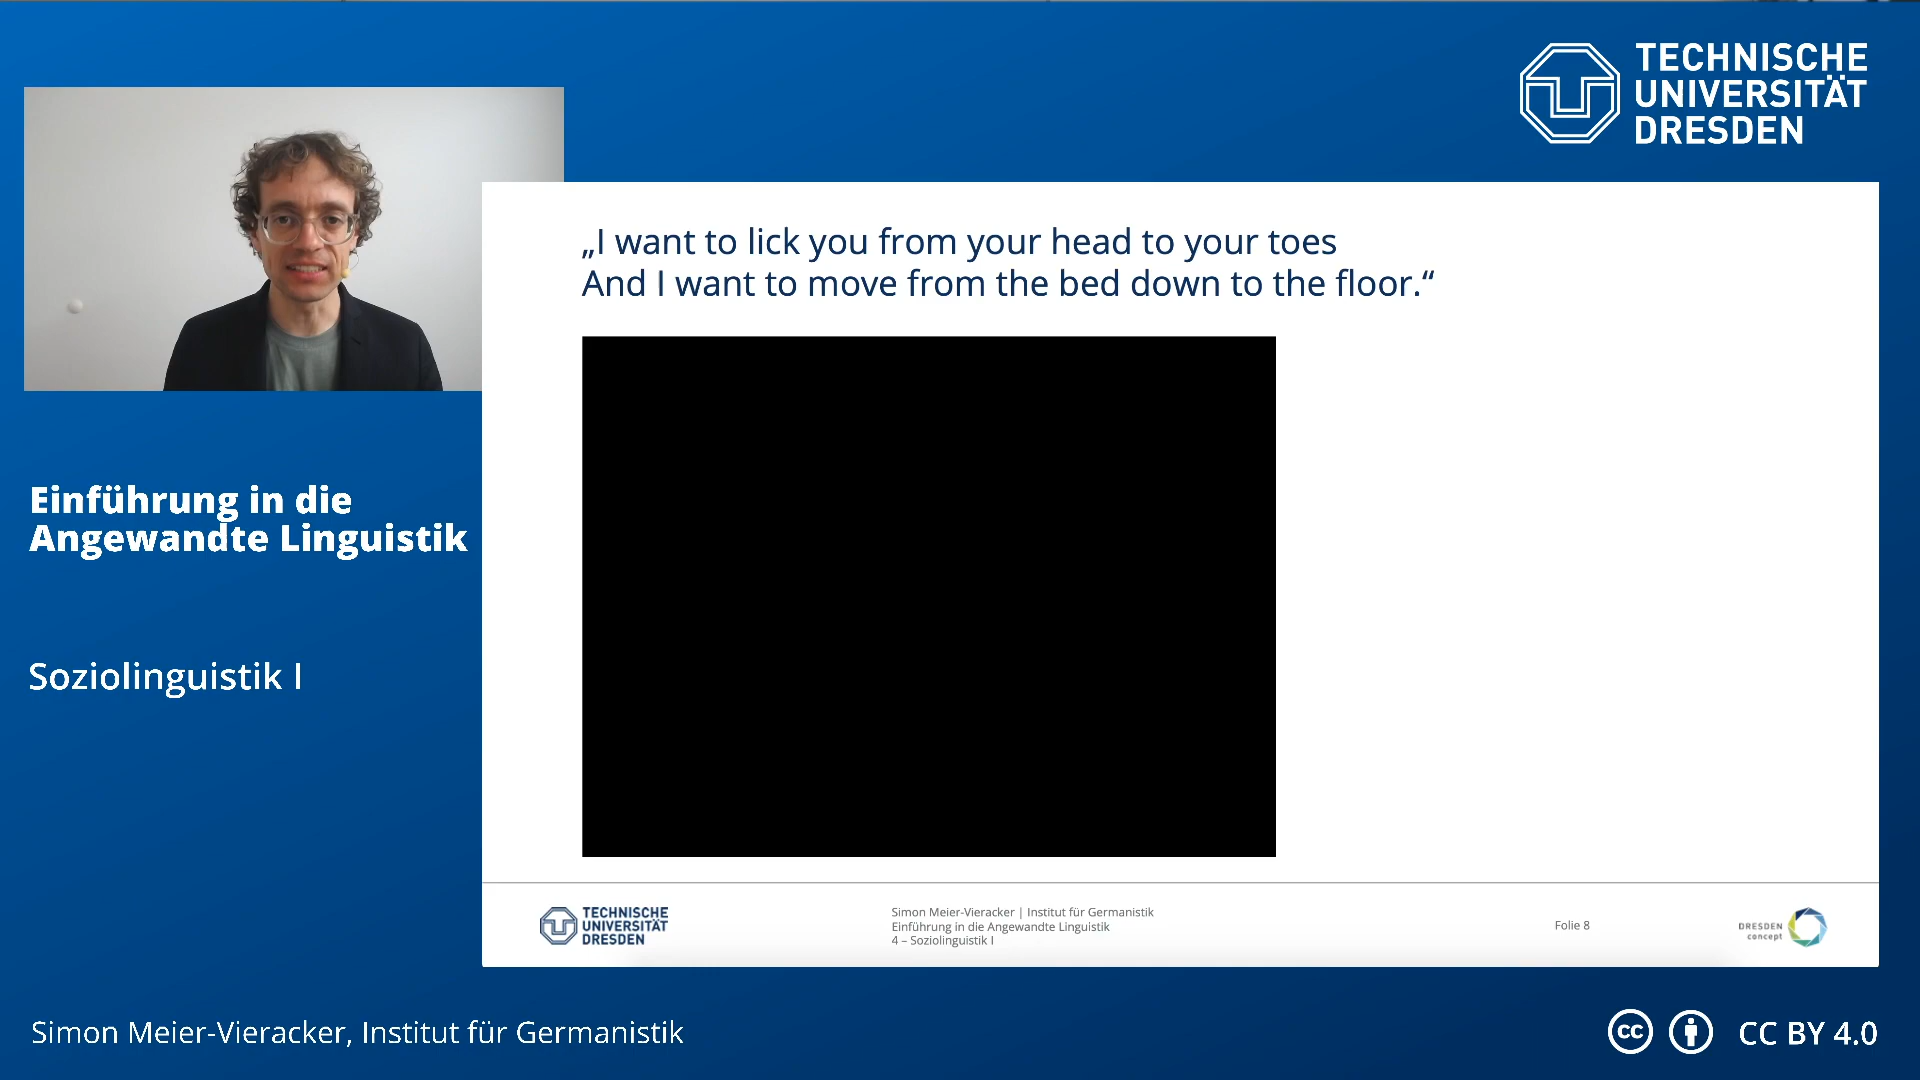 TECHNISCHE
UNIVERSITÄT
DRESDEN
„I want to lick you from your head to your toes
And I want to move from the bed down to the floor.“
Einführung in die
Angewandte Linguistik
Soziolinguistik I
TECHNISCHE
UNIVERSITÄT
DRESDEN
Simon Meier-Vieracker | Institut für Germanistik
Einführung in die Angewandte Linguistik
4 – Soziolinguistik I
Folie 8
DRESDEN
concept
Simon Meier-Vieracker, Institut für Germanistik
cc
CC BY 4.0